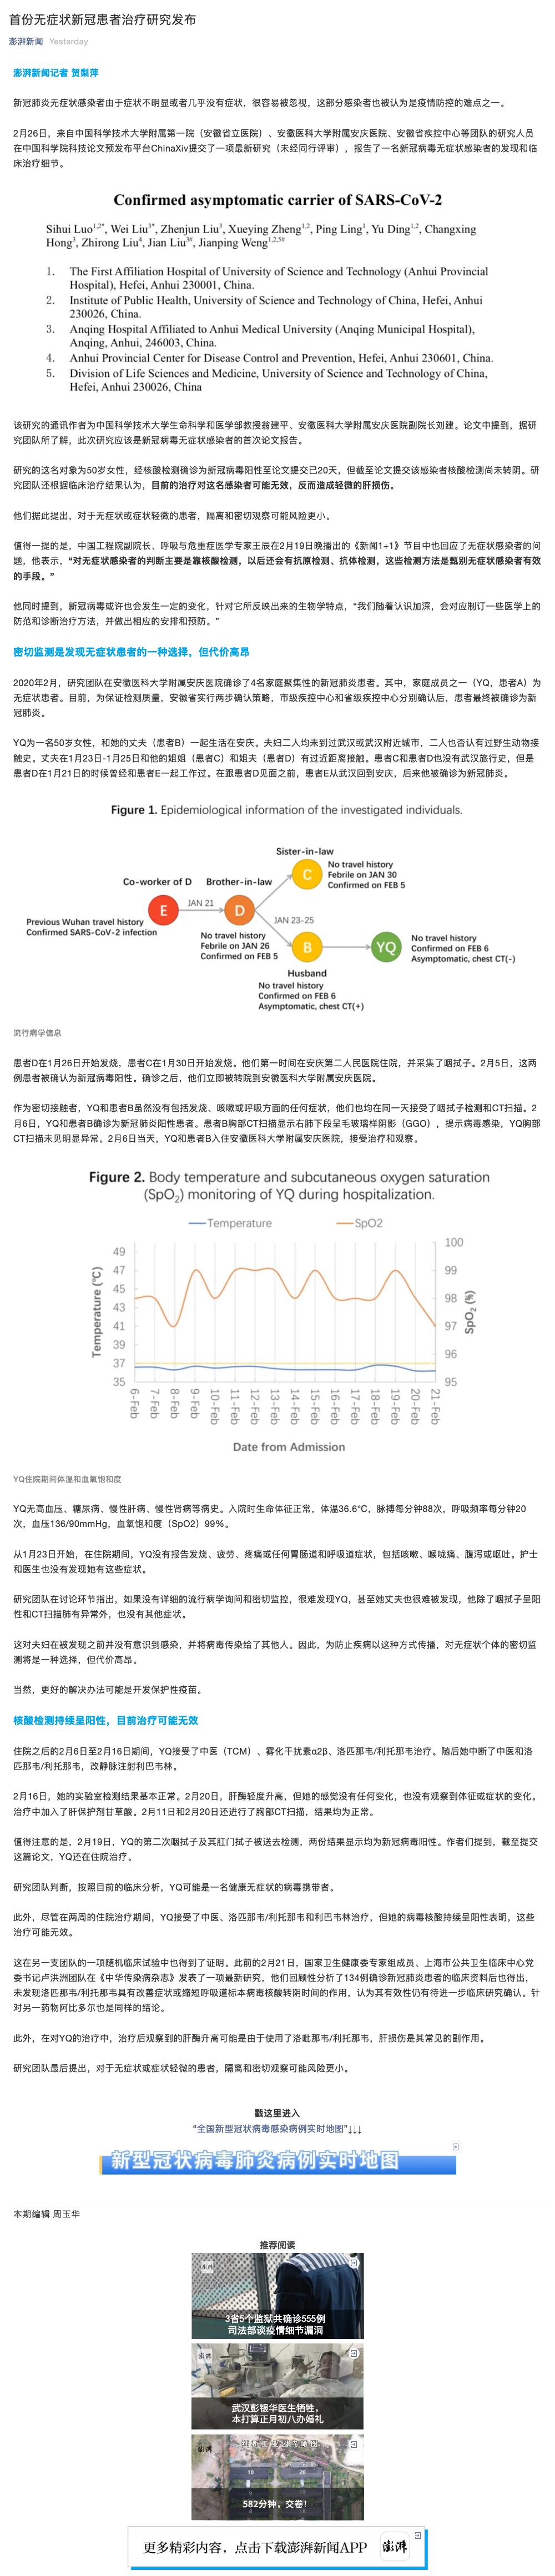 首份无症状新冠患者治疗研究发布
澎湃新闻 Yesterday
澎湃新闻记者 贺梨萍
新冠肺炎无症状感染者由于症状不明显或者几乎没有症状，很容易被忽视，这部分感染者也被认为是疫情防控的难点之一。
2月26日，来自中国科学技术大学附属第一院（安徽省立医院）、安徽医科大学附属安庆医院、安徽省疾控中心等团队的研究人员
在中国科学院科技论文预发布平台ChinaXiv提交了一项最新研究（未经同行评审），报告了一名新冠病毒无症状感染者的发现和临
床治疗细节。
Confirmed asymptomatic carrier of SARS-CoV-2
Sihui Luo1,2*, Wei Liu3*, Zhenjun Liu3, Xueying Zheng1,2, Ping Ling1, Yu Ding1,2, Changxing
Hong3, Zhirong Liu4, Jian Liu3#, Jianping Weng1,2,5#
1. The First Affiliation Hospital of University of Science and Technology (Anhui Provincial
Hospital), Hefei, Anhui 230001, China.
2. Institute of Public Health, University of Science and Technology of China, Hefei, Anhui
230026, China.
3. Anqing Hospital Affiliated to Anhui Medical University (Anqing Municipal Hospital),
Anqing, Anhui, 246003, China.
4. Anhui Provincial Center for Disease Control and Prevention, Hefei, Anhui 230601, China.
5. Division of Life Sciences and Medicine, University of Science and Technology of China,
Hefei, Anhui 230026, China
该研究的通讯作者为中国科学技术大学生命科学和医学部教授翁建平、安徽医科大学附属安庆医院副院长刘建。论文中提到，据研
究团队所了解，此次研究应该是新冠病毒无症状感染者的首次论文报告。
研究的这名对象为50岁女性，经核酸检测确诊为新冠病毒阳性至论文提交已20天，但截至论文提交该感染者核酸检测尚未转阴。研
究团队还根据临床治疗结果认为，目前的治疗对这名感染者可能无效，反而造成轻微的肝损伤。
他们据此提出，对于无症状或症状轻微的患者，隔离和密切观察可能风险更小。
值得一提的是，中国工程院副院长、呼吸与危重症医学专家王辰在2月19日晚播出的《新闻1+1》节目中也回应了无症状感染者的问
题，他表示，“对无症状感染者的判断主要是靠核酸检测，以后还会有抗原检测、抗体检测，这些检测方法是甄别无症状感染者有效
的手段。”
他同时提到，新冠病毒或许也会发生一定的变化，针对它所反映出来的生物学特点，“我们随着认识加深，会对应制订一些医学上的
防范和诊断治疗方法，并做出相应的安排和预防。”
密切监测是发现无症状患者的一种选择，但代价高昂
2020年2月，研究团队在安徽医科大学附属安庆医院确诊了4名家庭聚集性的新冠肺炎患者。其中，家庭成员之一（YQ，患者A）为
无症状患者。目前，为保证检测质量，安徽省实行两步确认策略，市级疾控中心和省级疾控中心分别确认后，患者最终被确诊为新
冠肺炎。
YQ为一名50岁女性，和她的丈夫（患者B）一起生活在安庆。夫妇二人均未到过武汉或武汉附近城市，二人也否认有过野生动物接
触史。丈夫在1月23日-1月25日和他的姐姐（患者C）和姐夫（患者D）有过近距离接触。患者C和患者D也没有武汉旅行史，但是
患者D在1月21日的时候曾经和患者E一起工作过。在跟患者D见面之前，患者E从武汉回到安庆，后来他被确诊为新冠肺炎。
Figure 1. Epidemiological information of the investigated individuals.
Sister-in-law
C
No travel history
Febrile on JAN 30
Confirmed on FEB 5
Co-worker of D Brother-in-law
E
JAN 21
D
JAN 23-25
Previous Wuhan travel history
Confirmed SARS-CoV-2 infection
No travel history
Febrile on JAN 26
Confirmed on FEB 5
B
YQ
No travel history
Confirmed on FEB 6
Asymptomatic, chest CT(-)
Husband
No travel history
Confirmed on FEB 6
Asymptomatic, chest CT(+)
流行病学信息
患者D在1月26日开始发烧，患者C在1月30日开始发烧。他们第一时间在安庆第二人民医院住院，并采集了咽拭子。2月5日，这两
例患者被确认为新冠病毒阳性。确诊之后，他们立即被转院到安徽医科大学附属安庆医院。
作为密切接触者，YQ和患者B虽然没有包括发烧、咳嗽或呼吸方面的任何症状，他们也均在同一天接受了咽拭子检测和CT扫描。2
月6日，YQ和患者B确诊为新冠肺炎阳性患者。患者B胸部CT扫描显示右肺下段呈毛玻璃样阴影（GGO），提示病毒感染，YQ胸部
CT扫描未见明显异常。2月6日当天，YQ和患者B入住安徽医科大学附属安庆医院，接受治疗和观察。
Figure 2. Body temperature and subcutaneous oxygen saturation
(SpO2) monitoring of YQ during hospitalization.
Temperature SpO2
49
47
45
43
41
39
37
35
Temperature (℃)
100
99
98
97
96
95
SpO2 (%)
6-Feb
7-Feb
8-Feb
9-Feb
10-Feb
11-Feb
12-Feb
13-Feb
14-Feb
15-Feb
16-Feb
17-Feb
18-Feb
19-Feb
20-Feb
21-Feb
Date from Admission
YQ住院期间体温和血氧饱和度
YQ无高血压、糖尿病、慢性肝病、慢性肾病等病史。入院时生命体征正常，体温36.6°C，脉搏每分钟88次，呼吸频率每分钟20
次，血压136/90mmHg，血氧饱和度（SpO2）99%。
从1月23日开始，在住院期间，YQ没有报告发烧、疲劳、疼痛或任何胃肠道和呼吸道症状，包括咳嗽、喉咙痛、腹泻或呕吐。护士
和医生也没有发现她有这些症状。
研究团队在讨论环节指出，如果没有详细的流行病学询问和密切监控，很难发现YQ，甚至她丈夫也很难被发现，他除了咽拭子呈阳
性和CT扫描肺有异常外，也没有其他症状。
这对夫妇在被发现之前并没有意识到感染，并将病毒传染给了其他人。因此，为防止疾病以这种方式传播，对无症状个体的密切监
测将是一种选择，但代价高昂。
当然，更好的解决办法可能是开发保护性疫苗。
核酸检测持续呈阳性，目前治疗可能无效
住院之后的2月6日至2月16日期间，YQ接受了中医（TCM）、雾化干扰素α2β、洛匹那韦/利托那韦治疗。随后她中断了中医和洛
匹那韦/利托那韦，改静脉注射利巴韦林。
2月16日，她的实验室检测结果基本正常。2月20日，肝酶轻度升高，但她的感觉没有任何变化，也没有观察到体征或症状的变化。
治疗中加入了肝保护剂甘草酸。2月11日和2月20日还进行了胸部CT扫描，结果均为正常。
值得注意的是，2月19日，YQ的第二次咽拭子及其肛门拭子被送去检测，两份结果显示均为新冠病毒阳性。作者们提到，截至提交
这篇论文，YQ还在住院治疗。
研究团队判断，按照目前的临床分析，YQ可能是一名健康无症状的病毒携带者。
此外，尽管在两周的住院治疗期间，YQ接受了中医、洛匹那韦/利托那韦和利巴韦林治疗，但她的病毒核酸持续呈阳性表明，这些
治疗可能无效。
这在另一支团队的一项随机临床试验中也得到了证明。此前的2月21日，国家卫生健康委专家组成员、上海市公共卫生临床中心党
委书记卢洪洲团队在《中华传染病杂志》发表了一项最新研究，他们回顾性分析了134例确诊新冠肺炎患者的临床资料后也得出，
未发现洛匹那韦/利托那韦具有改善症状或缩短呼吸道标本病毒核酸转阴时间的作用，认为其有效性仍有待进一步临床研究确认。针
对另一药物阿比多尔也是同样的结论。
此外，在对YQ的治疗中，治疗后观察到的肝酶升高可能是由于使用了洛吡那韦/利托那韦，肝损伤是其常见的副作用。
研究团队最后提出，对于无症状或症状轻微的患者，隔离和密切观察可能风险更小。
戳这里进入
“全国新型冠状病毒感染病例实时地图”↓↓↓
新型冠状病毒肺炎病例实时地图
本期编辑 周玉华
推荐阅读
澎湃
3省5个监狱共确诊555例
司法部谈疫情细节漏洞
澎湃
武汉彭银华医生牺牲，
本打算正月初八办婚礼
澎湃
10
20
582分钟，交卷！
更多精彩内容，点击下载澎湃新闻APP
澎湃